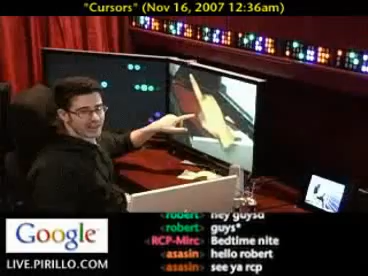 *Cursors* (Nov 16, 2007 12:36am)
<robert> hey guysd
<robert> guys*
<RCP-Mirc> Bedtime nite
<asasin> hello robert
<asasin> see ya rcp
Google
LIVE.PIRILLO.COM